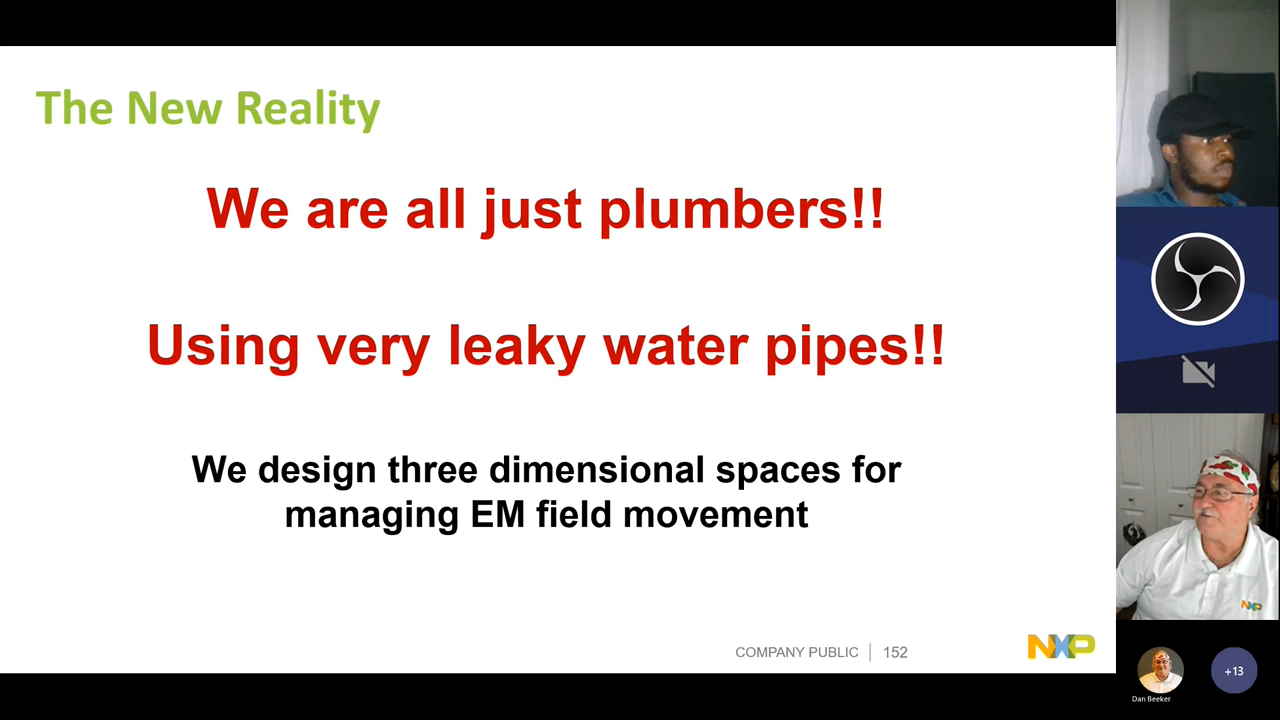 The New Reality
We are all just plumbers!!
Using very leaky water pipes!!
We design three dimensional spaces for
managing EM field movement
COMPANY PUBLIC | 152
NXP
NXP
Dan Beeker
+13